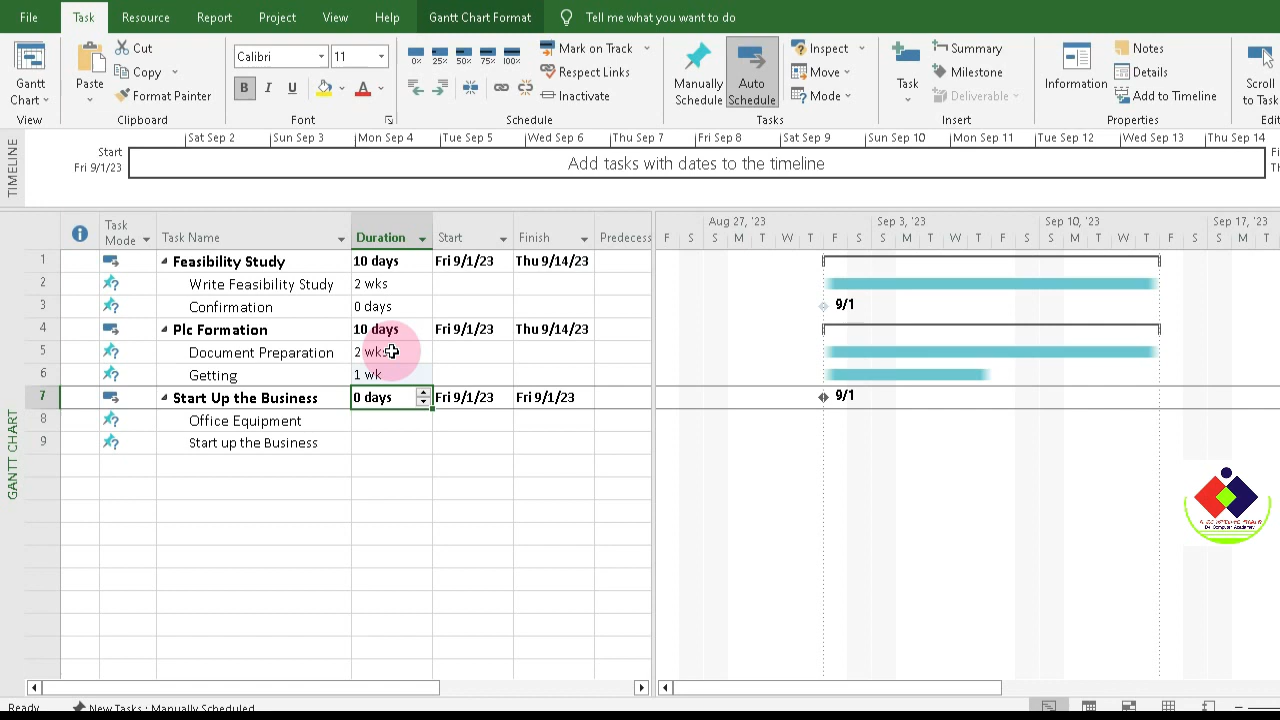 File Task Resource Report Project View Help Gantt Chart Format Tell me what you want to do
Gantt Chart View
Paste Cut Copy Format Painter Clipboard
Calibri 11 B I U A Font
0% 25% 50% 75% 100% Mark on Track Respect Links Inactivate Schedule
Manually Schedule Auto Schedule Inspect Move Mode Tasks
Task Summary Milestone Deliverable Insert
Information Notes Details Add to Timeline Properties
Scroll to Task
TIMELINE
Sat Sep 2 Sun Sep 3 Mon Sep 4 Tue Sep 5 Wed Sep 6 Thu Sep 7 Fri Sep 8 Sat Sep 9 Sun Sep 10 Mon Sep 11 Tue Sep 12 Wed Sep 13 Thu Sep 14
Start
Fri 9/1/23
Add tasks with dates to the timeline
GANTT CHART
Task Mode Task Name Duration Start Finish Predecess
Aug 27, '23 Sep 3, '23 Sep 10, '23 Sep 17, '23
F S S M T W T F S S M T W T F S S M T W T F S S M T
1 Feasibility Study 10 days Fri 9/1/23 Thu 9/14/23
2 Write Feasibility Study 2 wks
3 Confirmation 0 days 9/1
4 Plc Formation 10 days Fri 9/1/23 Thu 9/14/23
5 Document Preparation 2 wks
6 Getting 1 wk
7 Start Up the Business 0 days Fri 9/1/23 Fri 9/1/23 9/1
8 Office Equipment
9 Start up the Business
Ready New Tasks : Manually Scheduled